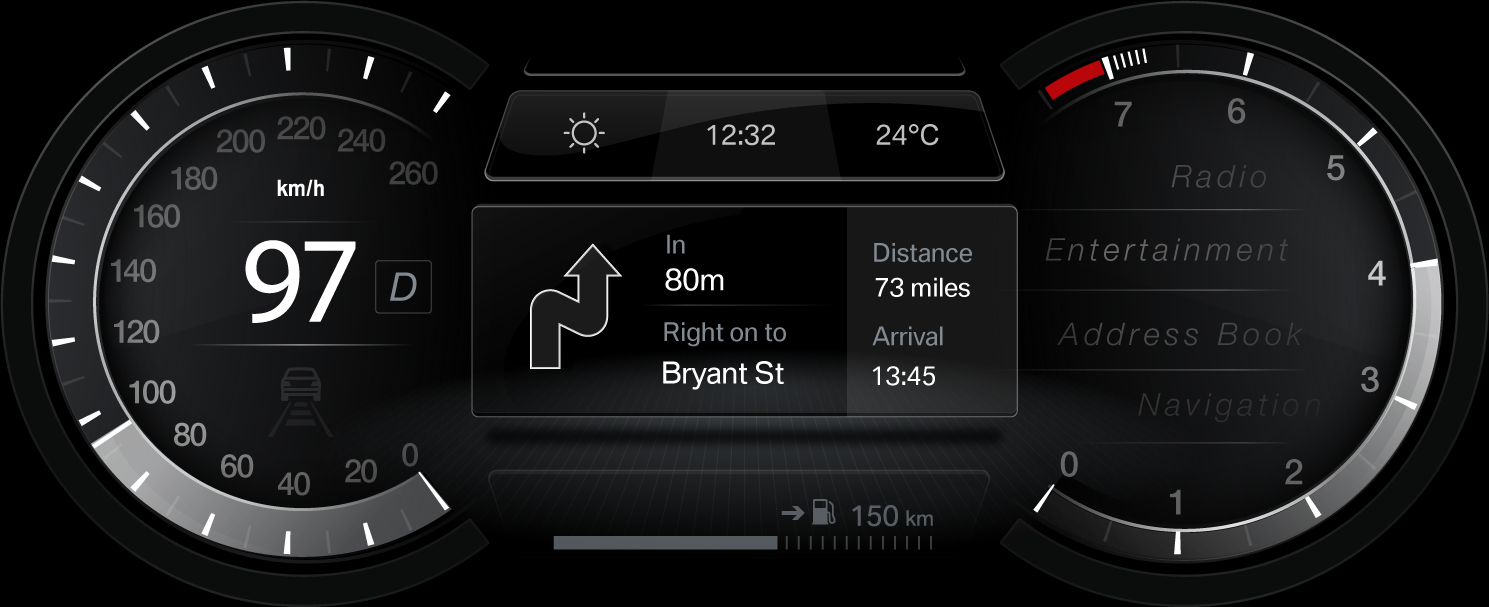 200 220 240
180 260
160
140
120
100
80
60 40 20 0
km/h
97 D
12:32 24°C
In
80m
Right on to
Bryant St
Distance
73 miles
Arrival
13:45
150 km
7 6
5
4
3
2
1
0
Radio
Entertainment
Address Book
Navigation